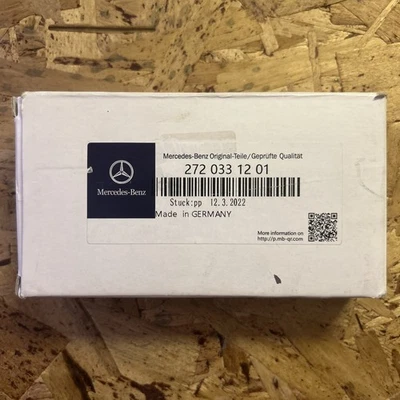 Mercedes-Benz Original-Teile/Geprüfte Qualität
272 033 12 01
Mercedes-Benz
Stuck:pp 12.3.2022
Made in GERMANY
More information on
http://p.mb-qr.com